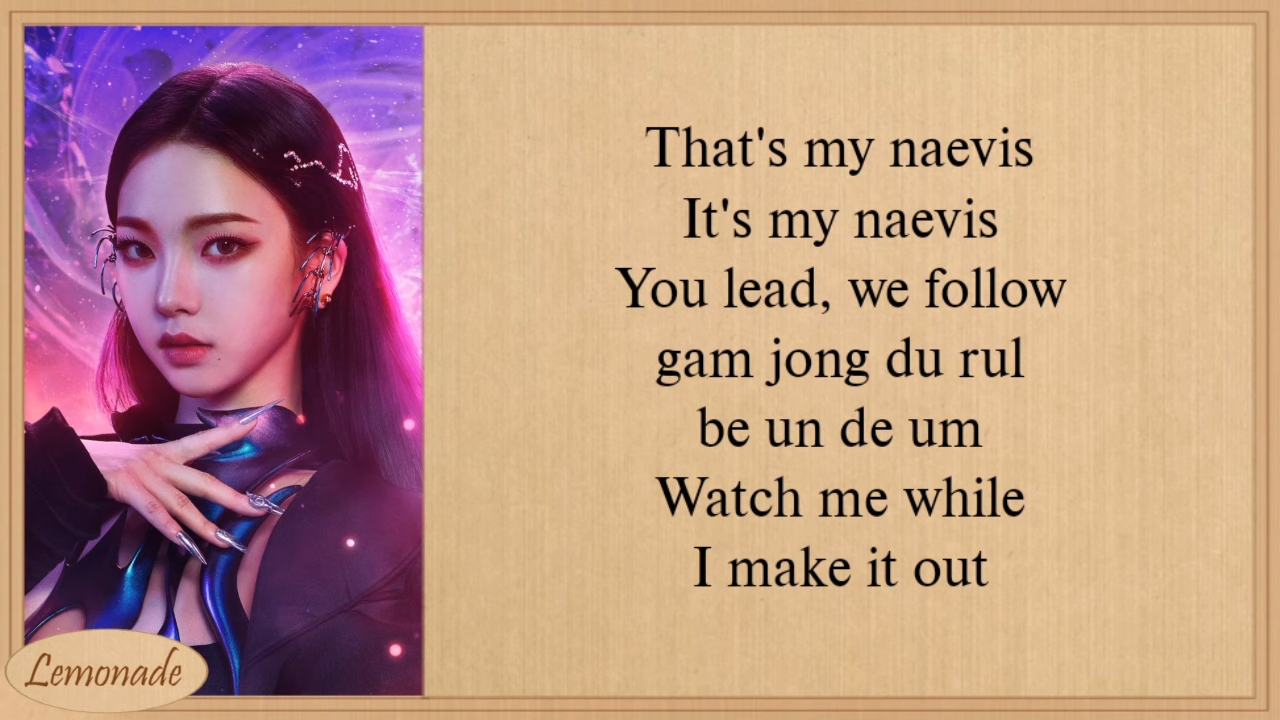 That's my naevis
It's my naevis
You lead, we follow
gam jong du rul
be un de um
Watch me while
I make it out
Lemonade